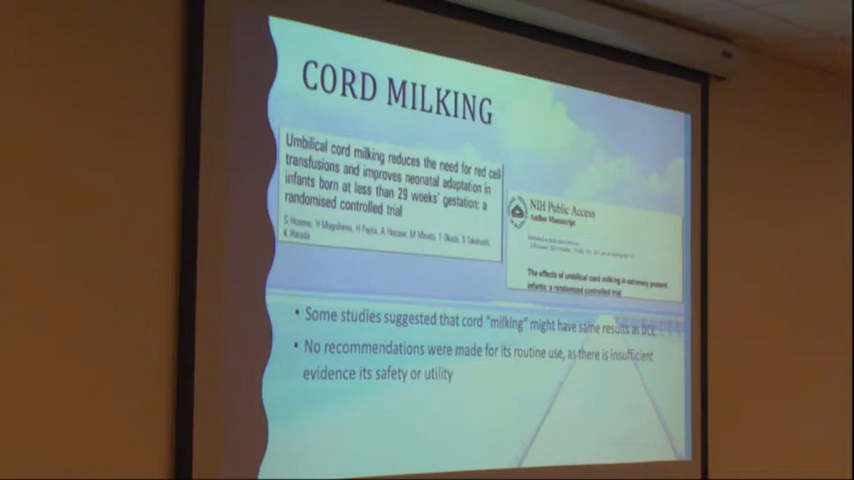 CORD MILKING
Umbilical cord milking reduces the need for red cell
transfusions and improves neonatal adaptation in
infants born at less than 29 weeks' gestation: a
randomised controlled trial
S Hosono, H Mugishima, H Fujita, A Hosono, M Minato, T Okada, S Takahashi,
K Harada
NIH Public Access
Author Manuscript
The effects of umbilical cord milking in extremely preterm
infants: a randomized controlled trial
• Some studies suggested that cord "milking" might have same results as DCC
• No recommendations were made for its routine use, as there is insufficient
evidence its safety or utility